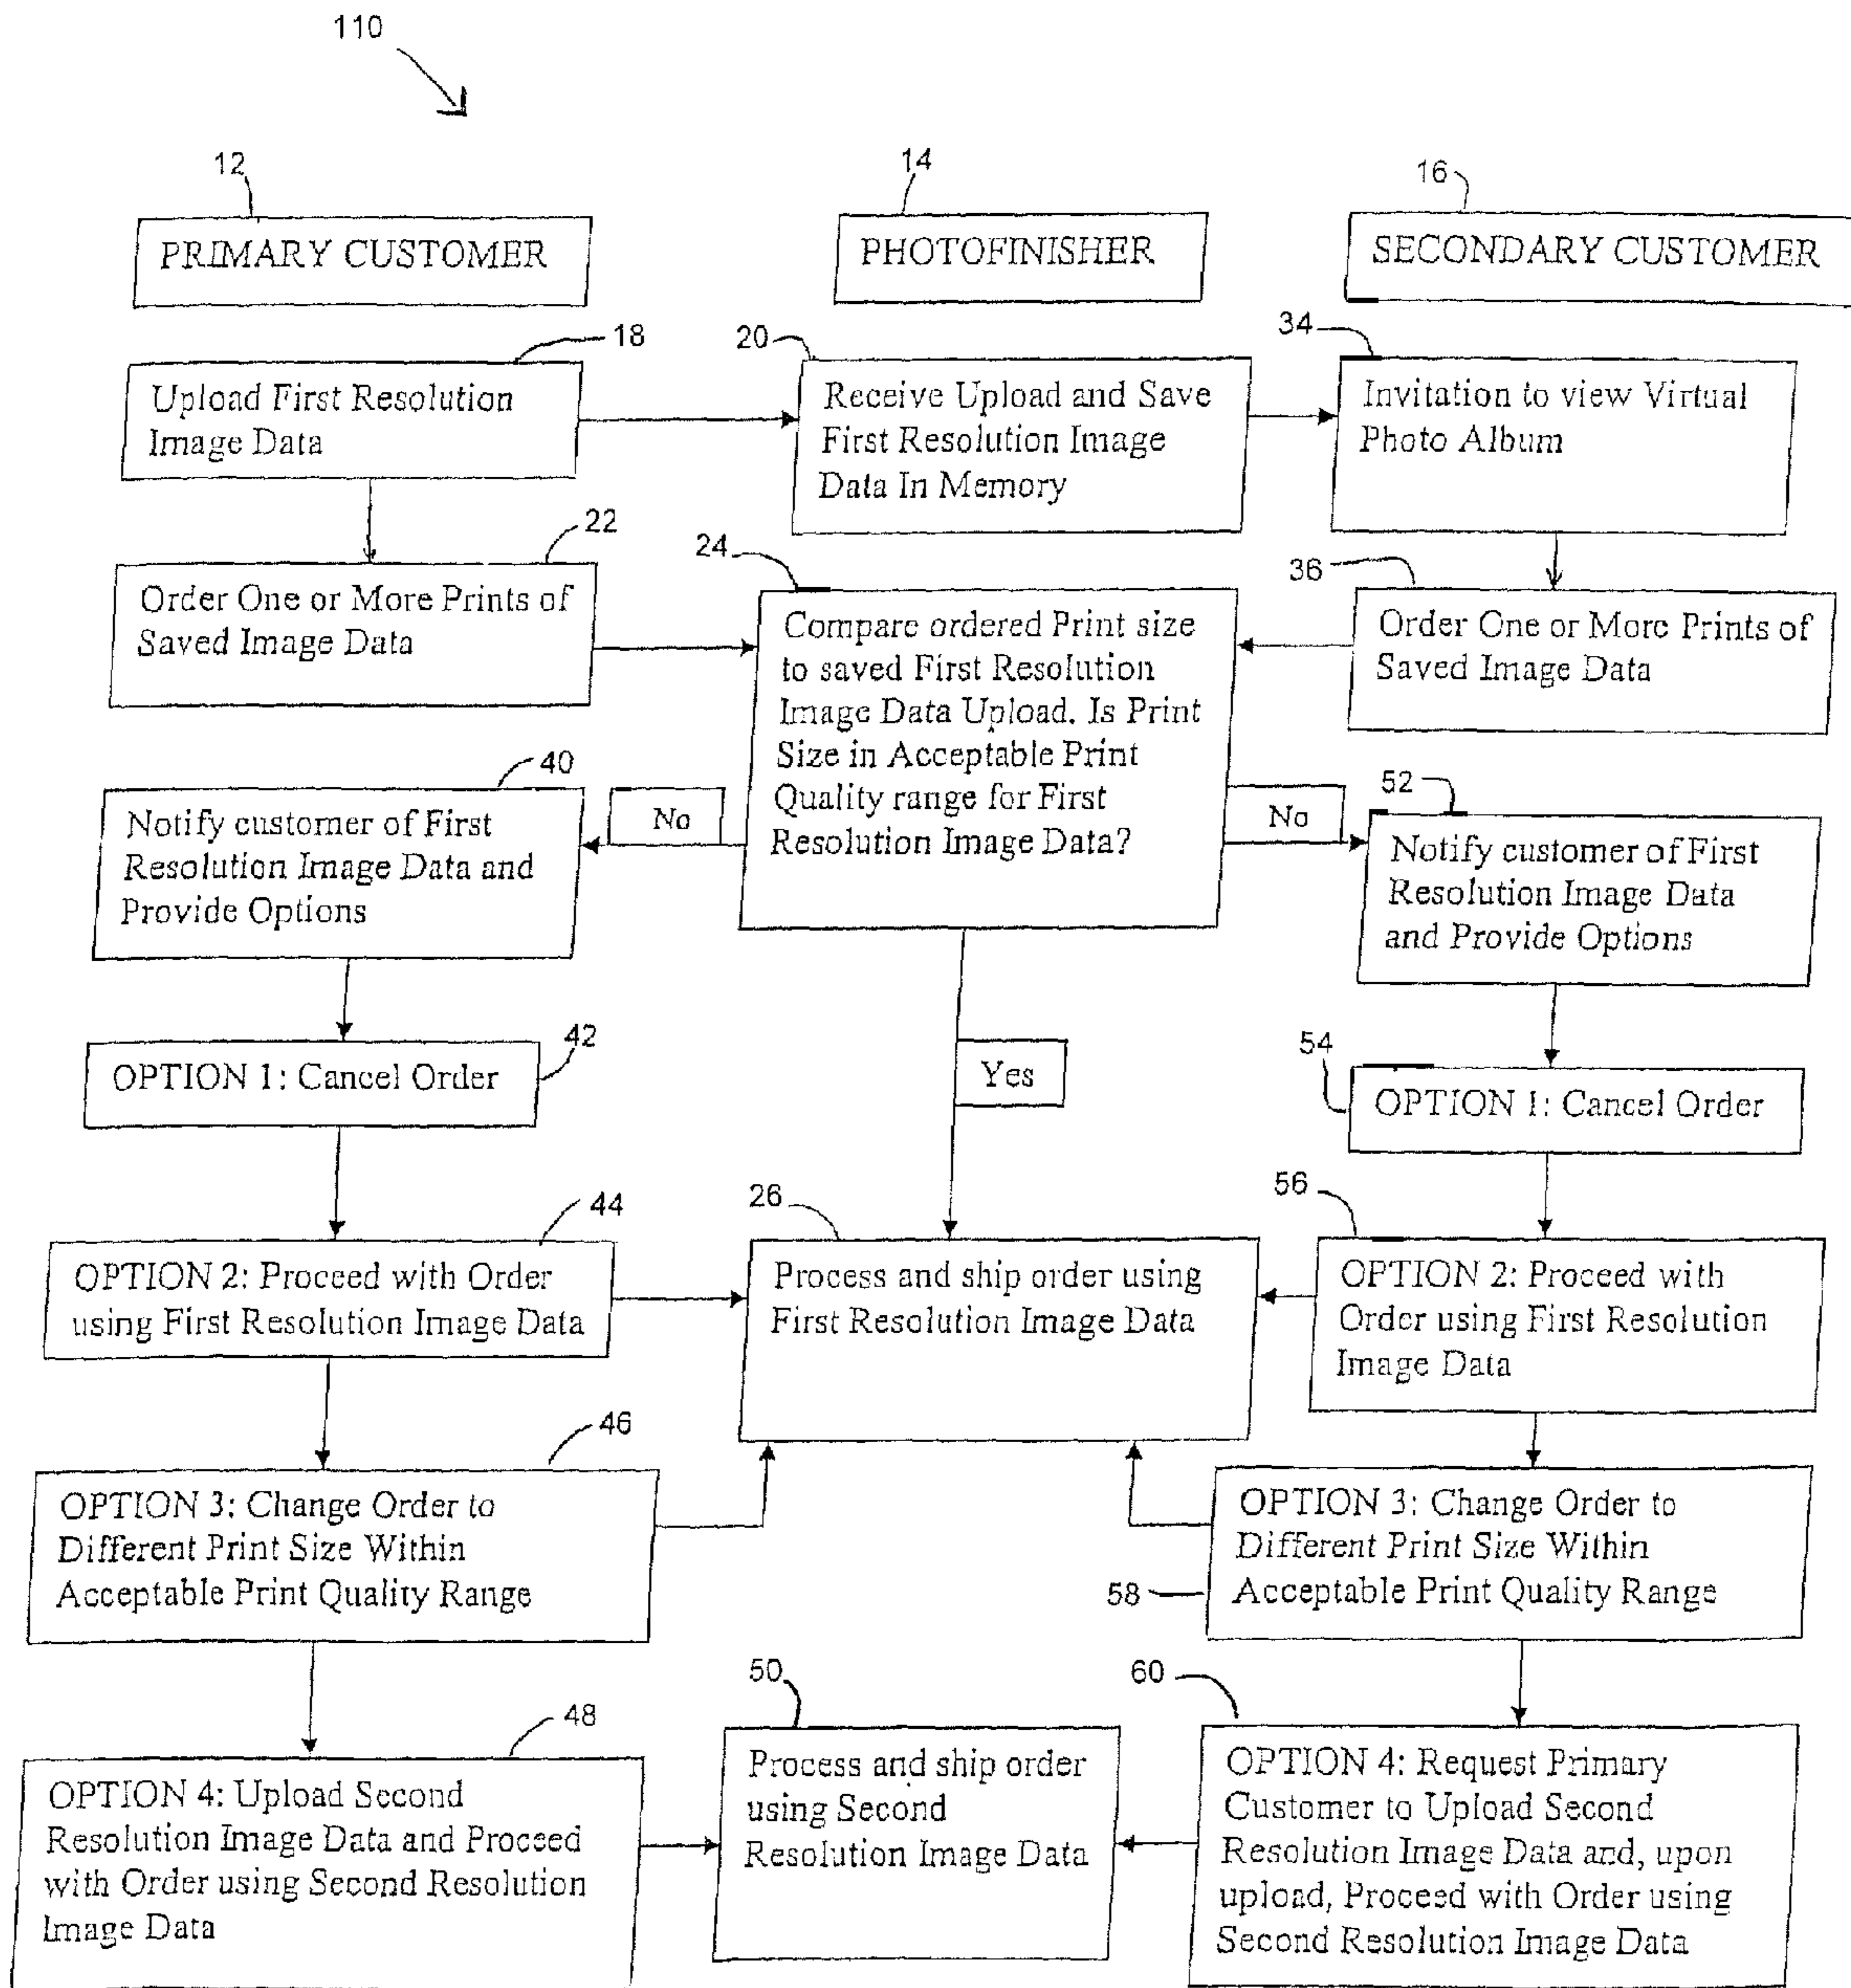 110
12
14
16
PRIMARY CUSTOMER
PHOTOFINISHER
SECONDARY CUSTOMER
18
20
34
Upload First Resolution
Image Data
Receive Upload and Save
First Resolution Image
Data In Memory
Invitation to view Virtual
Photo Album
22
24
36
Order One or More Prints of
Saved Image Data
Compare ordered Print size
to saved First Resolution
Image Data Upload. Is Print
Size in Acceptable Print
Quality range for First
Resolution Image Data?
Order One or More Prints of
Saved Image Data
40
No
No
52
Notify customer of First
Resolution Image Data and
Provide Options
Notify customer of First
Resolution Image Data
and Provide Options
42
OPTION 1: Cancel Order
Yes
54
OPTION 1: Cancel Order
44
26
56
OPTION 2: Proceed with Order
using First Resolution Image Data
Process and ship order using
First Resolution Image Data
OPTION 2: Proceed with
Order using First Resolution
Image Data
46
OPTION 3: Change Order to
Different Print Size Within
Acceptable Print Quality Range
58
OPTION 3: Change Order to
Different Print Size Within
Acceptable Print Quality Range
48
50
60
OPTION 4: Upload Second
Resolution Image Data and Proceed
with Order using Second Resolution
Image Data
Process and ship order
using Second
Resolution Image Data
OPTION 4: Request Primary
Customer to Upload Second
Resolution Image Data and, upon
upload, Proceed with Order using
Second Resolution Image Data